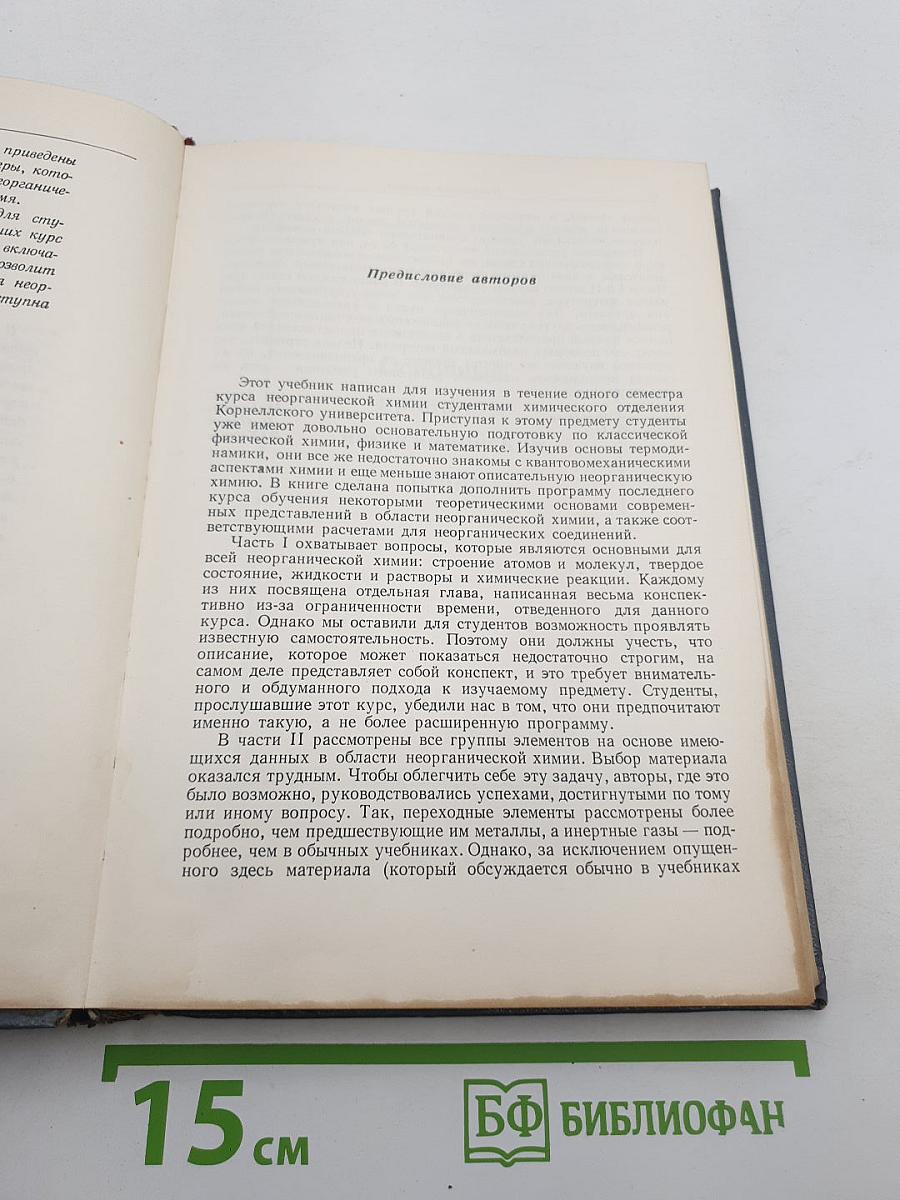 приведены
ры, кото-
еорганиче-
мя.
для сту-
их курс
включа-
озволит
я неор-
ступна
Предисловие авторов
Этот учебник написан для изучения в течение одного семестра
курса неорганической химии студентами химического отделения
Корнеллского университета. Приступая к этому предмету студенты
уже имеют довольно основательную подготовку по классической
физической химии, физике и математике. Изучив основы термоди-
намики, они все же недостаточно знакомы с квантовомеханическими
аспектами химии и еще меньше знают описательную неорганическую
химию. В книге сделана попытка дополнить программу последнего
курса обучения некоторыми теоретическими основами современ-
ных представлений в области неорганической химии, а также соот-
ветствующими расчетами для неорганических соединений.
Часть I охватывает вопросы, которые являются основными для
всей неорганической химии: строение атомов и молекул, твердое
состояние, жидкости и растворы и химические реакции. Каждому
из них посвящена отдельная глава, написанная весьма конспек-
тивно из-за ограниченности времени, отведенного для данного
курса. Однако мы оставили для студентов возможность проявлять
известную самостоятельность. Поэтому они должны учесть, что
описание, которое может показаться недостаточно строгим, на
самом деле представляет собой конспект, и это требует вниматель-
ного и обдуманного подхода к изучаемому предмету. Студенты,
прослушавшие этот курс, убедили нас в том, что они предпочитают
именно такую, а не более расширенную программу.
В части II рассмотрены все группы элементов на основе имею-
щихся данных в области неорганической химии. Выбор материала
оказался трудным. Чтобы облегчить себе эту задачу, авторы, где это
было возможно, руководствовались успехами, достигнутыми по тому
или иному вопросу. Так, переходные элементы рассмотрены более
подробно, чем предшествующие им металлы, а инертные газы — под-
робнее, чем в обычных учебниках. Однако, за исключением опущен-
ного здесь материала (который обсуждается обычно в учебниках
15 см
БФ БИБЛИОФАН